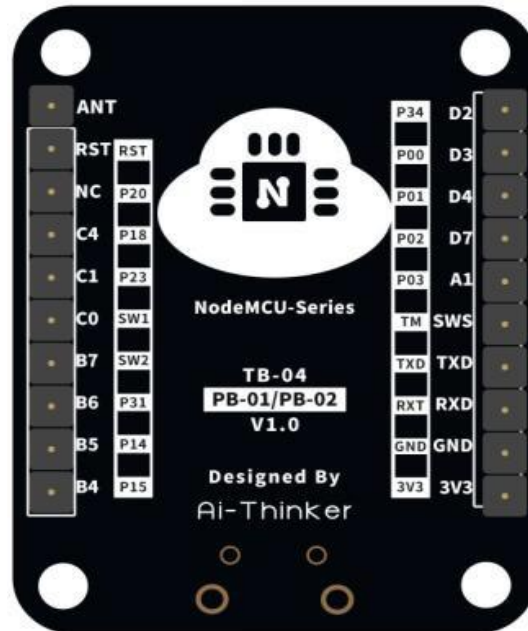 ANT P34 D2
RST RST P00 D3
NC P20 P01 D4
C4 P18 P02 D7
C1 P23 P03 A1
NodeMCU-Series
C0 SW1 TM SWS
B7 SW2 TXD TXD
TB-04
B6 P31 PB-01/PB-02 RXT RXD
V1.0
B5 P14 GND GND
Designed By
B4 P15 3V3 3V3
Ai-Thinker